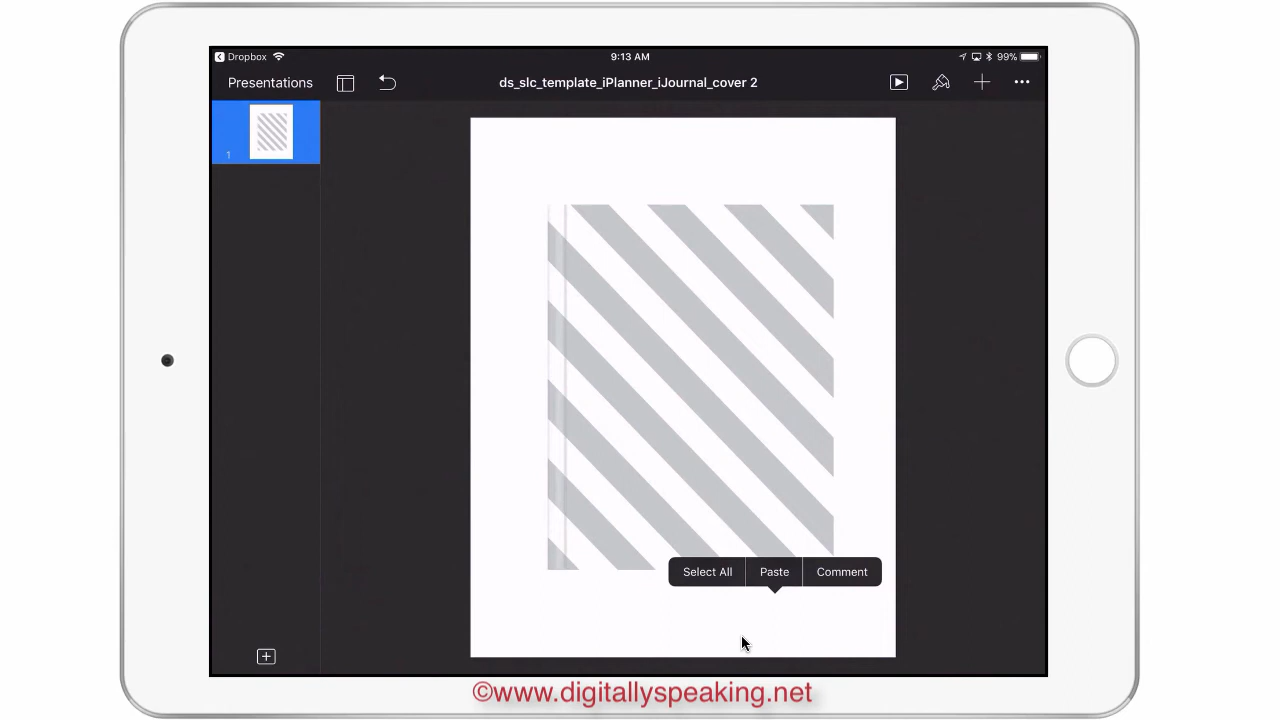 Dropbox
9:13 AM
99%
Presentations
ds_slc_template_iPlanner_iJournal_cover 2
1
Select All
Paste
Comment
©www.digitallyspeaking.net